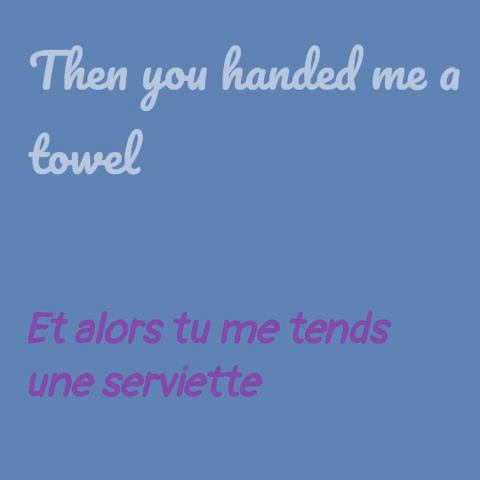 Then you handed me a
towel
Et alors tu me tends
une serviette